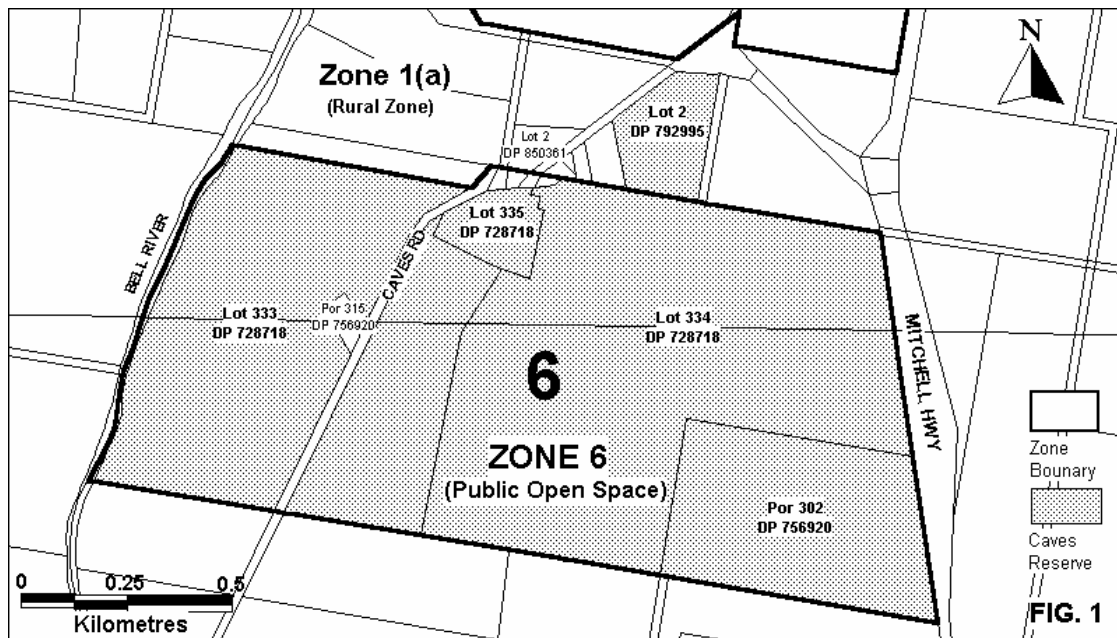 N
Zone 1(a)
(Rural Zone)
Lot 2
DP 792995
Lot 2
DP 850361
Lot 335
DP 728718
BELL RIVER
CAVES RD
Lot 333
DP 728718
Por 315
DP 756920
Lot 334
DP 728718
MITCHELL HWY
6
ZONE 6
(Public Open Space)
Por 302
DP 756920
Zone
Bounary
Caves
Reserve
0 0.25 0.5
Kilometres
FIG. 1